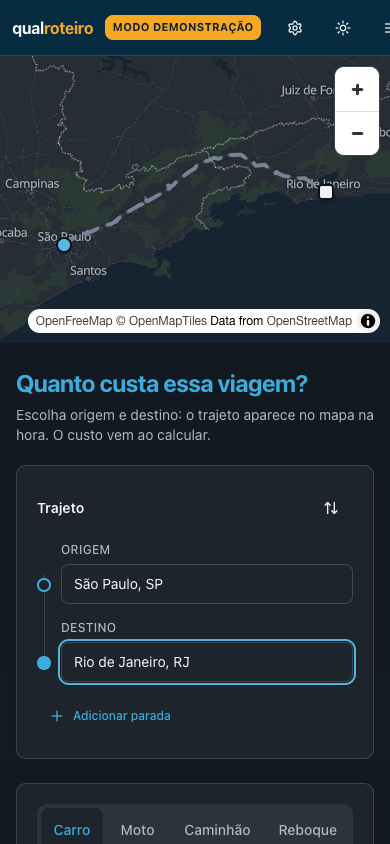 qualroteiro MODO DEMONSTRAÇÃO
Juiz de For
Campinas
Rio de Janeiro
São Paulo
Santos
OpenFreeMap © OpenMapTiles Data from OpenStreetMap
Quanto custa essa viagem?
Escolha origem e destino: o trajeto aparece no mapa na
hora. O custo vem ao calcular.
Trajeto
ORIGEM
São Paulo, SP
DESTINO
Rio de Janeiro, RJ
+ Adicionar parada
Carro Moto Caminhão Reboque